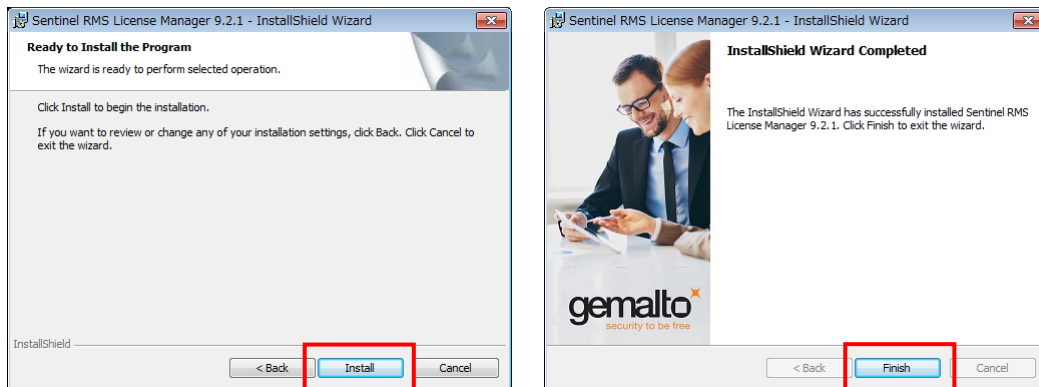 Sentinel RMS License Manager 9.2.1 - InstallShield Wizard
Ready to Install the Program
The wizard is ready to perform selected operation.
Click Install to begin the installation.
If you want to review or change any of your installation settings, click Back. Click Cancel to
exit the wizard.
InstallShield
< Back
Install
Cancel
Sentinel RMS License Manager 9.2.1 - InstallShield Wizard
InstallShield Wizard Completed
The InstallShield Wizard has successfully installed Sentinel RMS
License Manager 9.2.1. Click Finish to exit the wizard.
gemalto
security to be free
< Back
Finish
Cancel